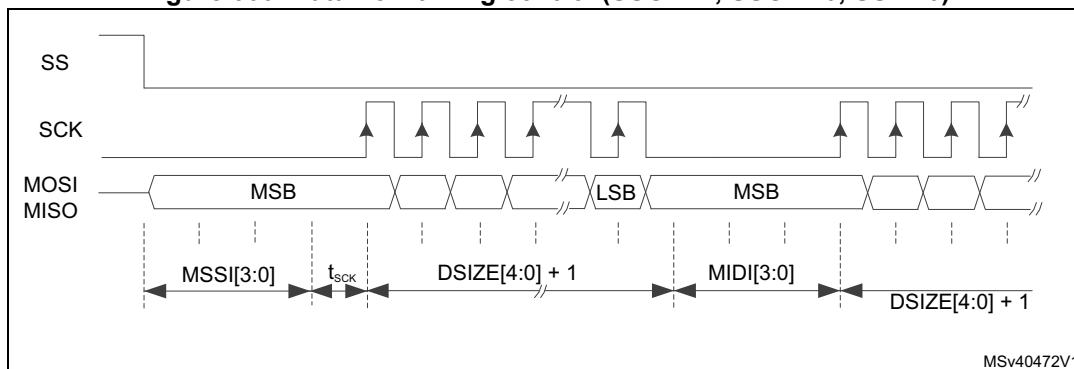 SS
SCK
MOSI
MISO
MSB
LSB
MSB
MSSI[3:0]
tSCK
DSIZE[4:0] + 1
MIDI[3:0]
DSIZE[4:0] + 1
MSv40472V1